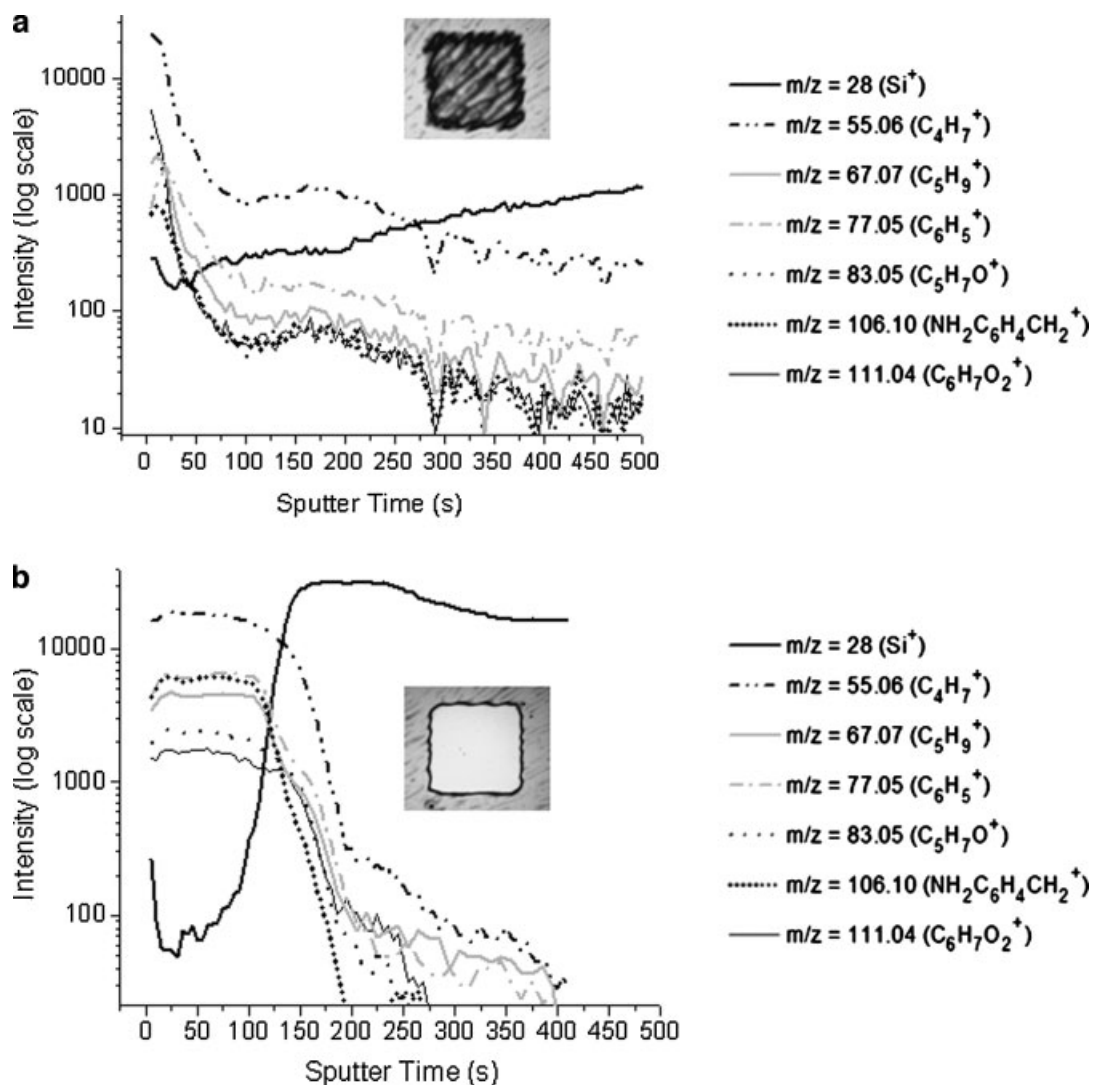 a
10000
1000
100
10
Intensity (log scale)
0 50 100 150 200 250 300 350 400 450 500
Sputter Time (s)
m/z = 28 (Si⁺)
m/z = 55.06 (C₄H₇⁺)
m/z = 67.07 (C₅H₉⁺)
m/z = 77.05 (C₆H₅⁺)
m/z = 83.05 (C₅H₇O⁺)
m/z = 106.10 (NH₂C₆H₄CH₂⁺)
m/z = 111.04 (C₆H₇O₂⁺)
b
10000
1000
100
Intensity (log scale)
0 50 100 150 200 250 300 350 400 450 500
Sputter Time (s)
m/z = 28 (Si⁺)
m/z = 55.06 (C₄H₇⁺)
m/z = 67.07 (C₅H₉⁺)
m/z = 77.05 (C₆H₅⁺)
m/z = 83.05 (C₅H₇O⁺)
m/z = 106.10 (NH₂C₆H₄CH₂⁺)
m/z = 111.04 (C₆H₇O₂⁺)